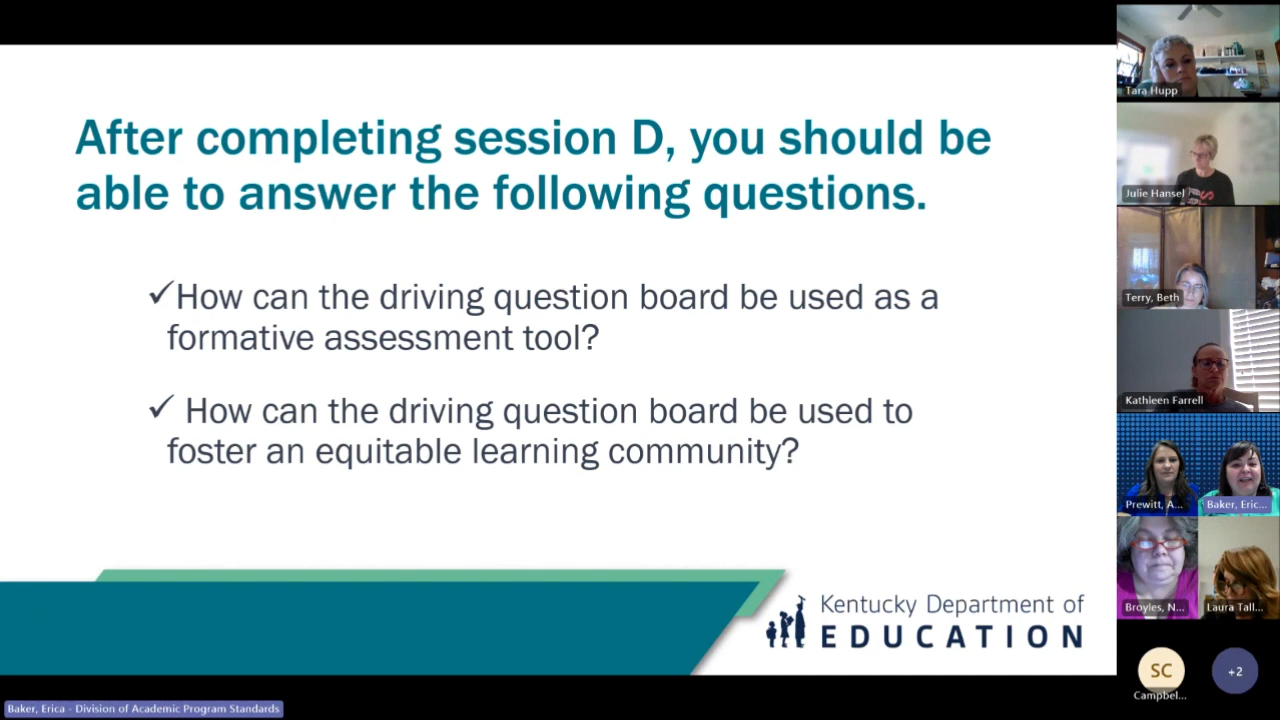 After completing session D, you should be
able to answer the following questions.
✓How can the driving question board be used as a
formative assessment tool?
✓ How can the driving question board be used to
foster an equitable learning community?
Kentucky Department of
EDUCATION
Baker, Erica - Division of Academic Program Standards
Tara Hupp
Julie Hansel
Terry, Beth
Kathleen Farrell
Prewitt, A...
Baker, Eric...
Broyles, N...
Laura Tall...
SC
Campbel...
+2